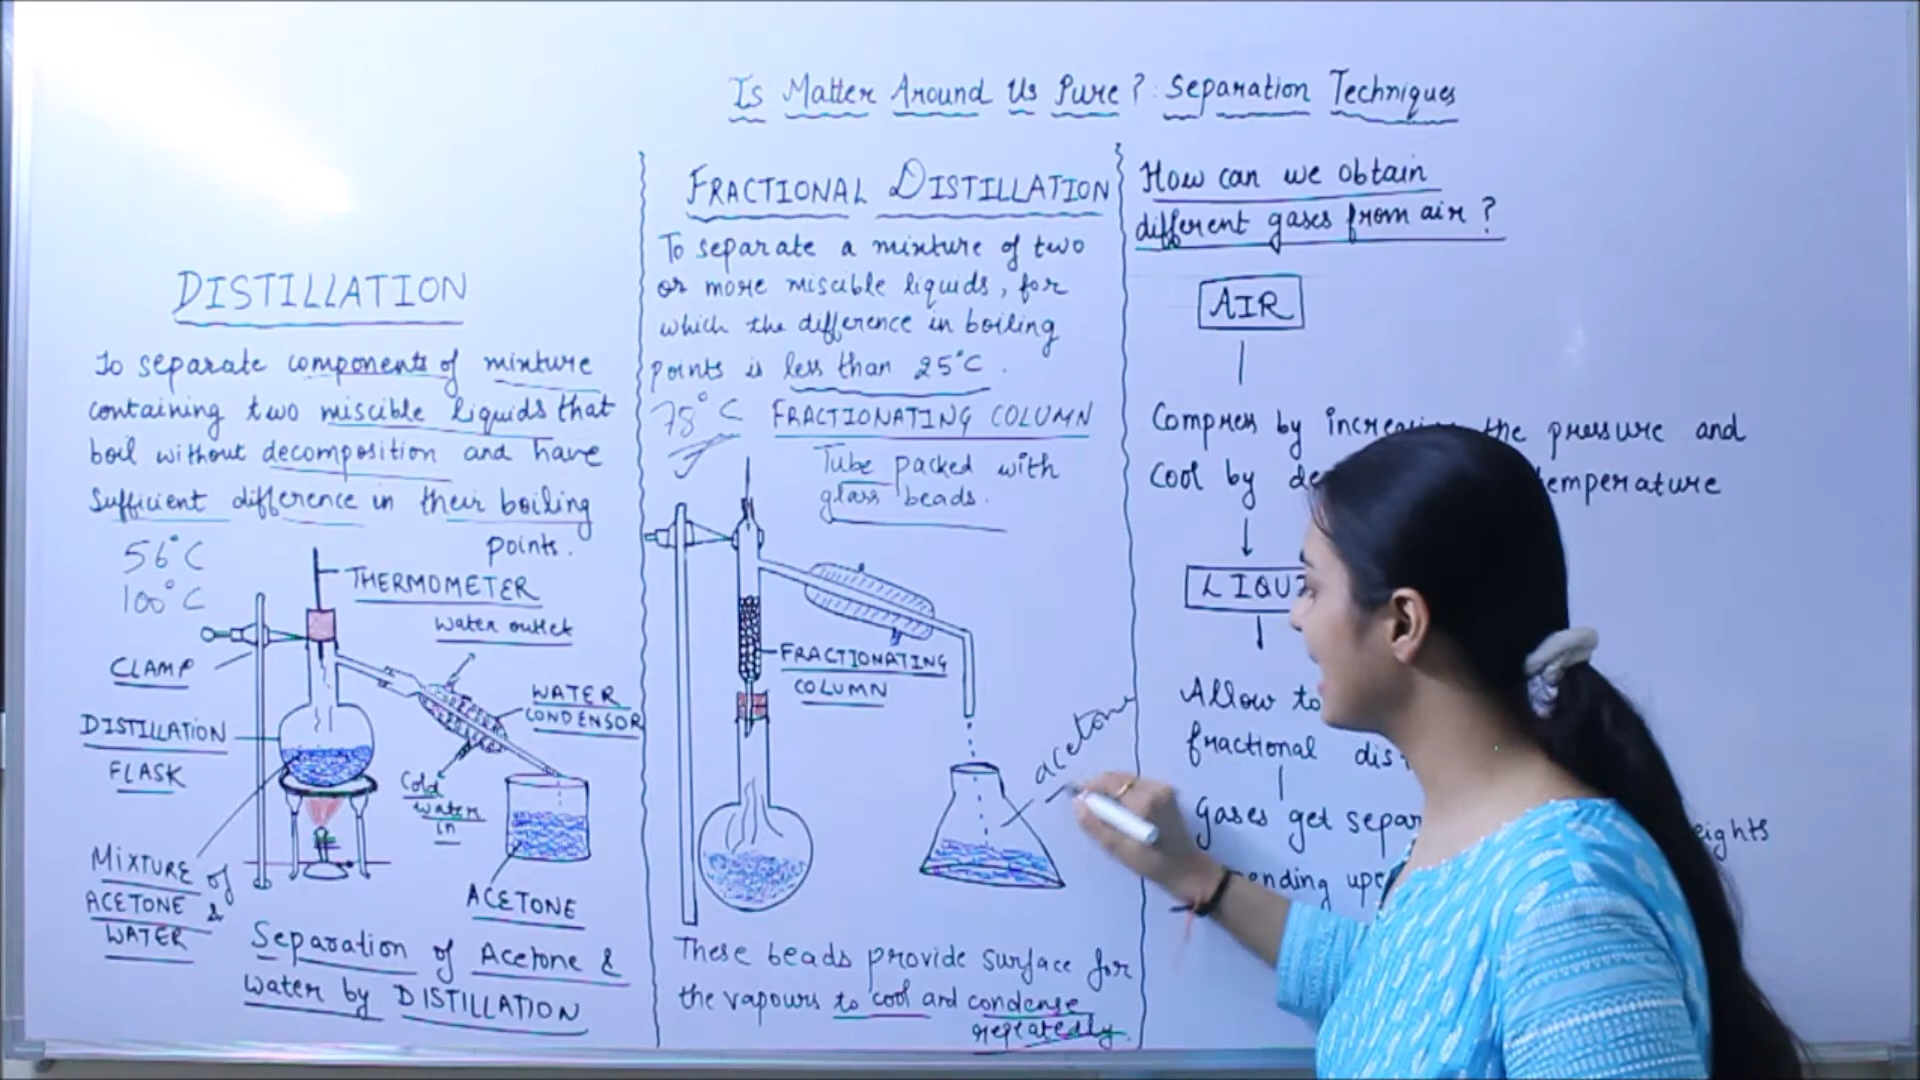 Is Matter Around Us Pure? : Separation Techniques
DISTILLATION
To separate components of mixture
containing two miscible liquids that
boil without decomposition and have
Sufficient difference in their boiling
points.
56°C
100°C
THERMOMETER
Water outlet
CLAMP
WATER
CONDENSOR
DISTILLATION
FLASK
Cold
water
in
MIXTURE of
ACETONE &
WATER
ACETONE
Separation of Acetone &
Water by DISTILLATION
FRACTIONAL DISTILLATION
To separate a mixture of two
or more miscible liquids, for
which the difference in boiling
points is less than 25°C.
78°C
FRACTIONATING COLUMN
Tube packed with
glass beads.
FRACTIONATING
COLUMN
acetone
These beads provide surface for
the vapours to cool and condense
repeatedly.
How can we obtain
different gases from air?
AIR
Compress by the pressure and
Cool by
Allow to
fractional
Gases get